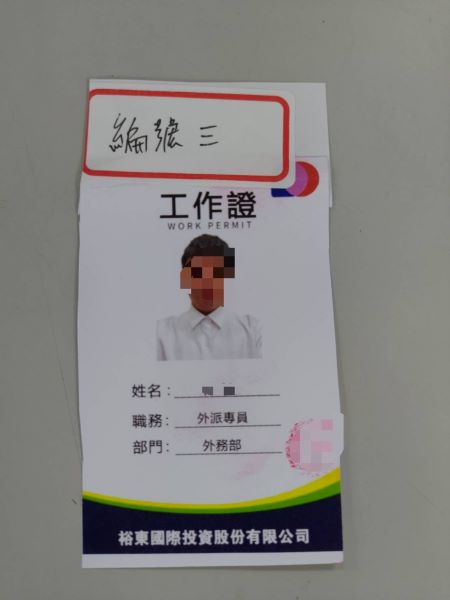 編號三
工作證
WORK PERMIT
姓名：
職務：外派專員
部門：外務部
裕東國際投資股份有限公司